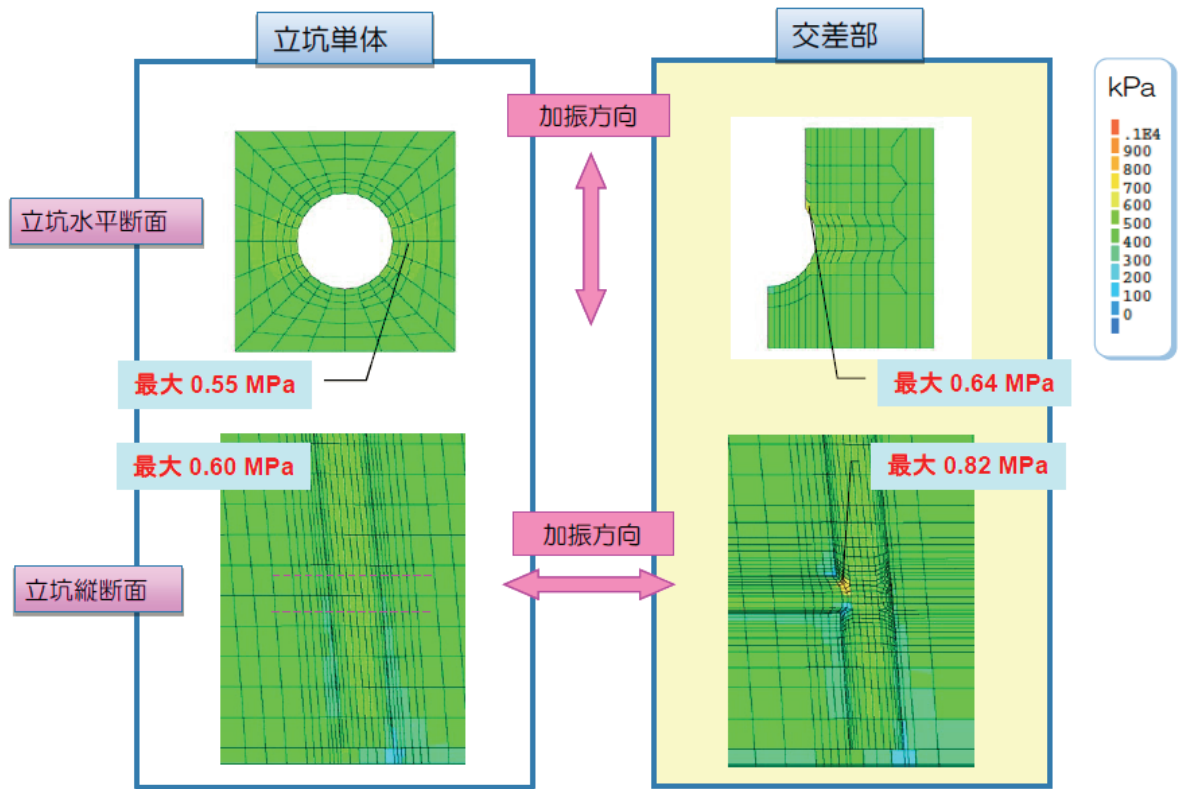 立坑単体
交差部
kPa
加振方向
.1E4
900
800
700
600
500
400
300
200
100
0
立坑水平断面
最大 0.55 MPa
最大 0.64 MPa
最大 0.60 MPa
最大 0.82 MPa
加振方向
立坑縦断面